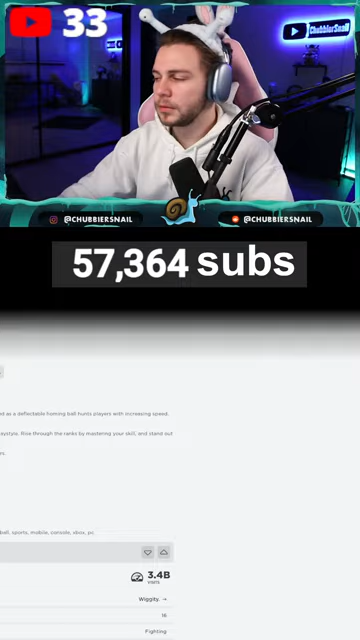 33
ChubbierSnail
@CHUBBIERSNAIL
@CHUBBIERSNAIL
57,364 subs
ed as a deflectable homing ball hunts players with increasing speed.
aystyle. Rise through the ranks by mastering your skill, and stand out
rs.
ball, sports, mobile, console, xbox, pc
3.4B
VISITS
Wiggity. →
16
Fighting